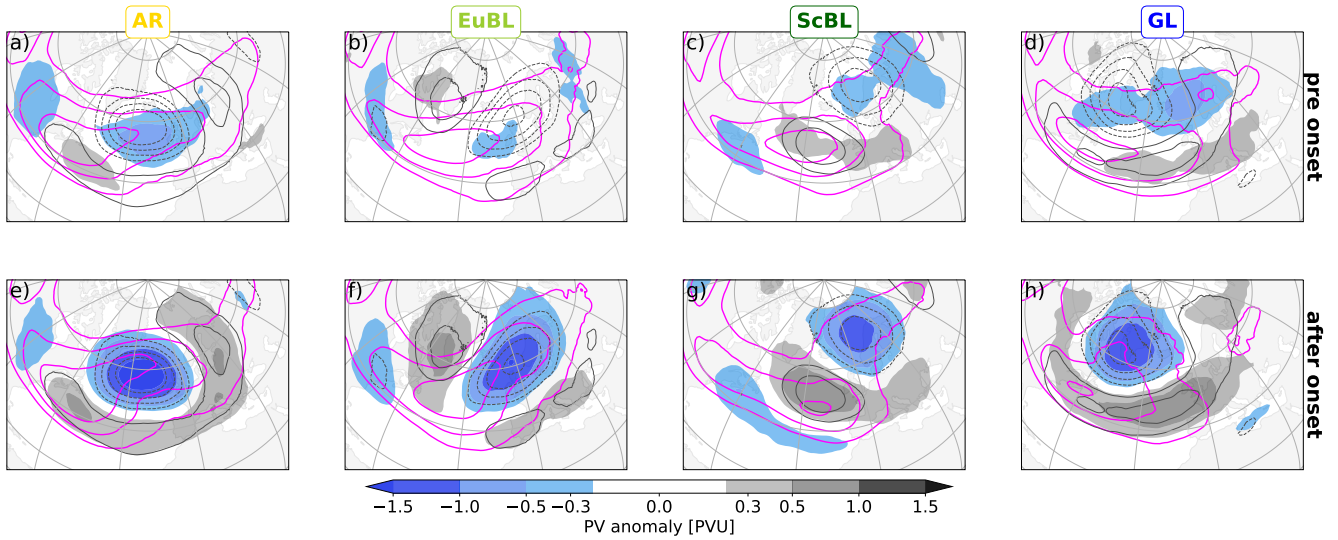 AR EuBL ScBL GL
a) b) c) d)
pre onset
e) f) g) h)
after onset
−1.5 −1.0 −0.5 −0.3 0.0 0.3 0.5 1.0 1.5
PV anomaly [PVU]